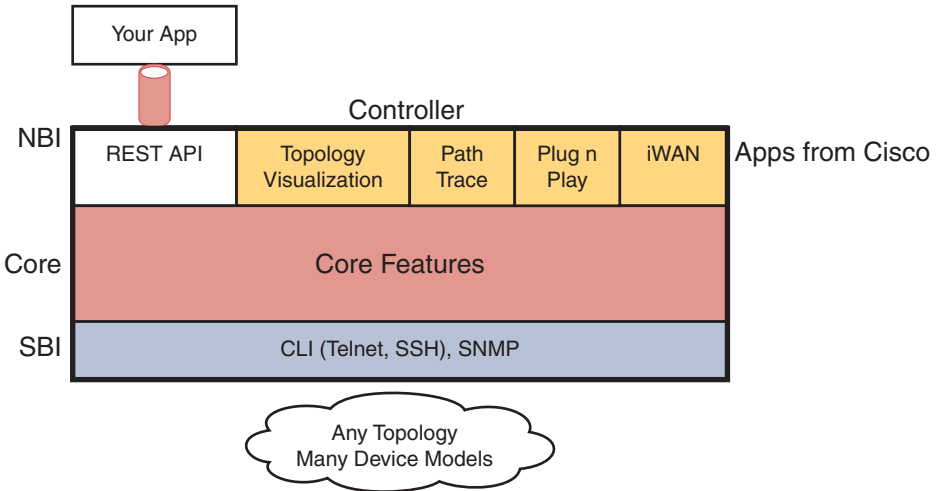 Your App
Controller
NBI
REST API
Topology
Visualization
Path
Trace
Plug n
Play
iWAN
Apps from Cisco
Core
Core Features
SBI
CLI (Telnet, SSH), SNMP
Any Topology
Many Device Models